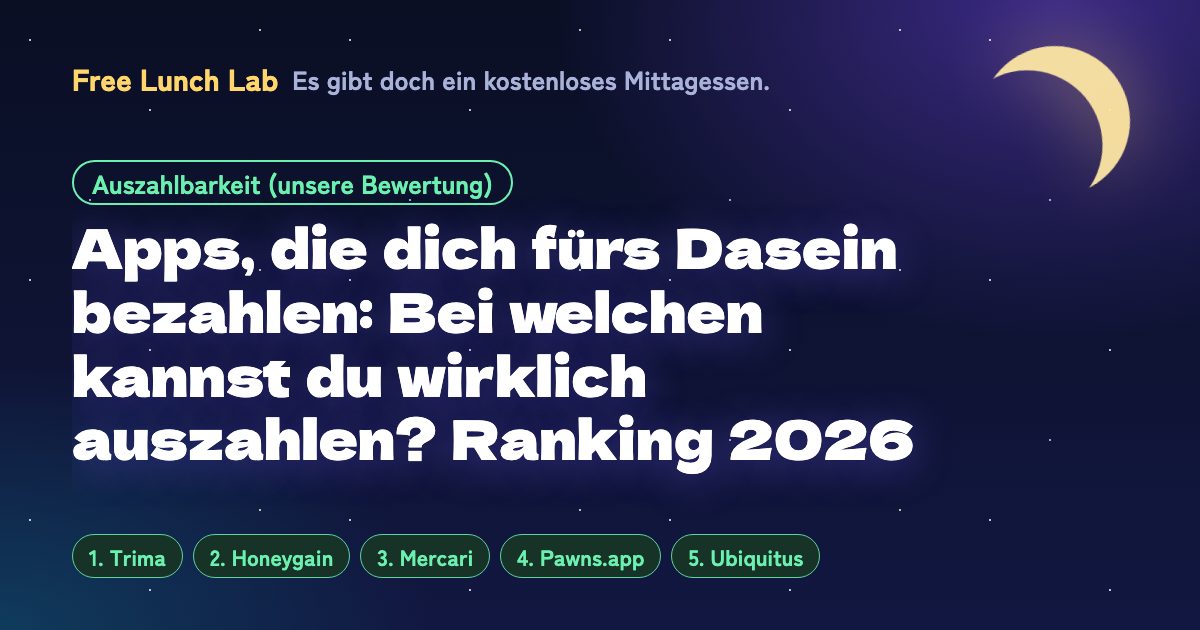 Free Lunch Lab Es gibt doch ein kostenloses Mittagessen.
Auszahlbarkeit (unsere Bewertung)
Apps, die dich fürs Dasein
bezahlen: Bei welchen
kannst du wirklich
auszahlen? Ranking 2026
1. Trima 2. Honeygain 3. Mercari 4. Pawns.app 5. Ubiquitus